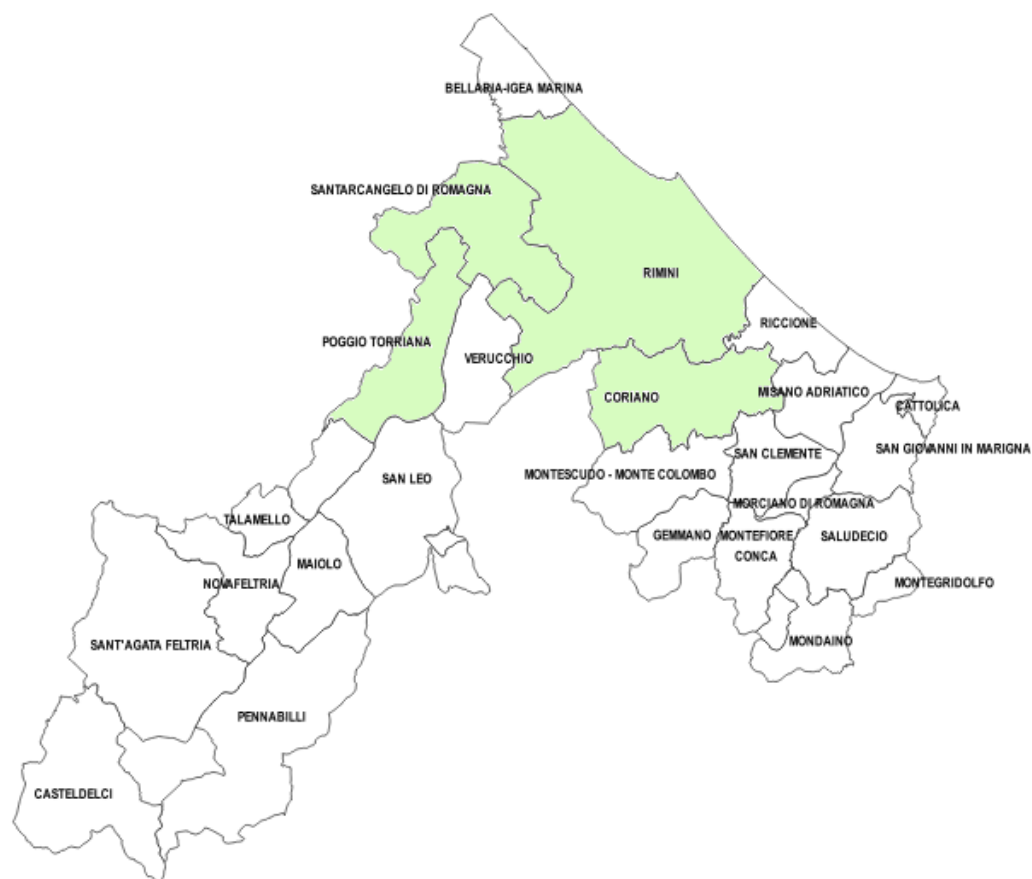 BELLARIA-IGEA MARINA
SANTARCANGELO DI ROMAGNA
RIMINI
RICCIONE
POGGIO TORRIANA
VERUCCHIO
CORIANO
MISANO ADRIATICO
CATTOLICA
SAN GIOVANNI IN MARIGNA
SAN CLEMENTE
MONTESCUDO - MONTE COLOMBO
SAN LEO
MORCIANO DI ROMAGNA
TALAMELLO
GEMMANO
MONTEFIORE
CONCA
SALUDECIO
MAIOLO
NOVAFELTRIA
MONTEGRIDOLFO
SANT'AGATA FELTRIA
MONDAINO
PENNABILLI
CASTELDELCI